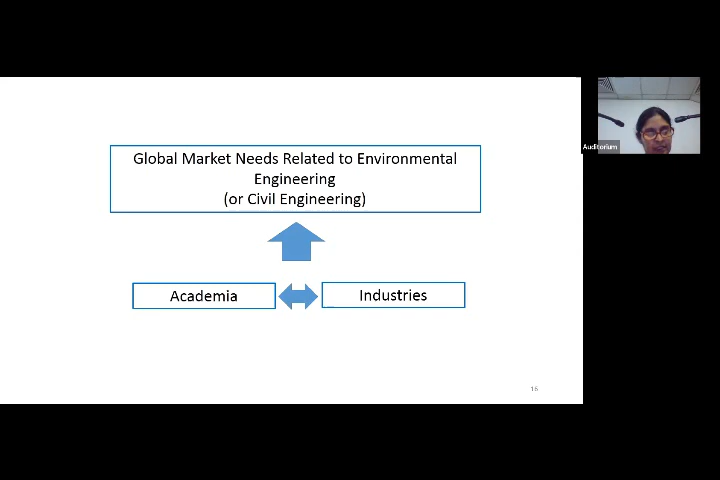 Global Market Needs Related to Environmental
Engineering
(or Civil Engineering)
Academia
Industries
16
Auditorium